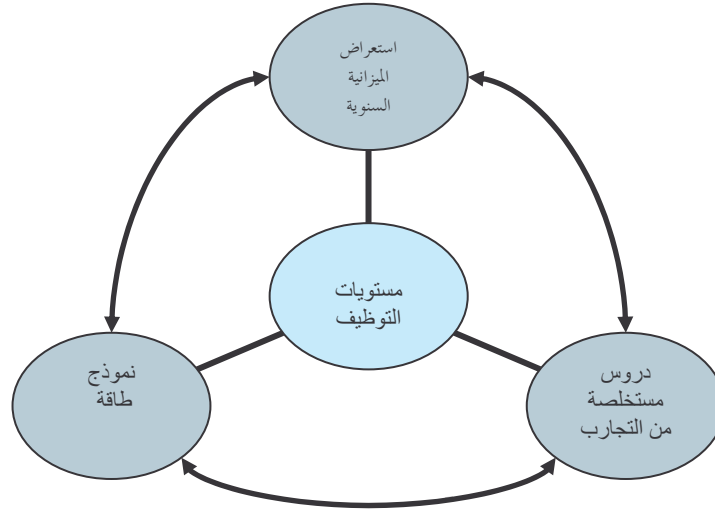 استعراض
الميزانية
السنوية
مستويات
التوظيف
دروس
مستخلصة
من التجارب
نموذج
طاقة